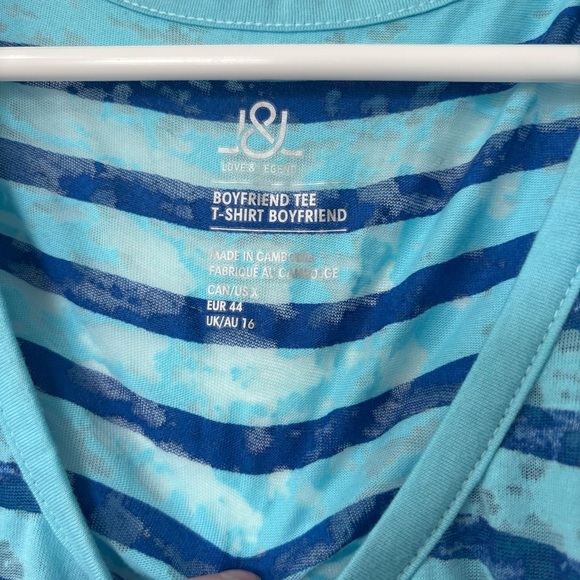 L&L
LOVE & LEGEND
BOYFRIEND TEE
T-SHIRT BOYFRIEND
MADE IN CAMBODIA
FABRIQUÉ AU CAMBODGE
CAN/US X
EUR 44
UK/AU 16